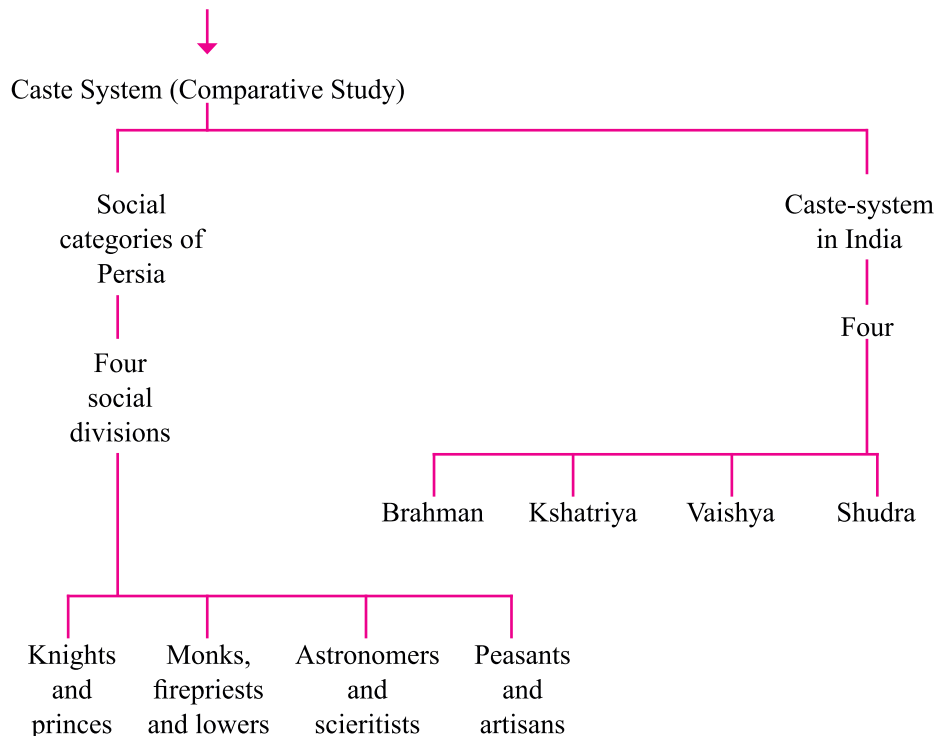 Caste System (Comparative Study)
Social
categories of
Persia
Caste-system
in India
Four
social
divisions
Four
Brahman
Kshatriya
Vaishya
Shudra
Knights
and
princes
Monks,
firepriests
and lowers
Astronomers
and
scieritists
Peasants
and
artisans